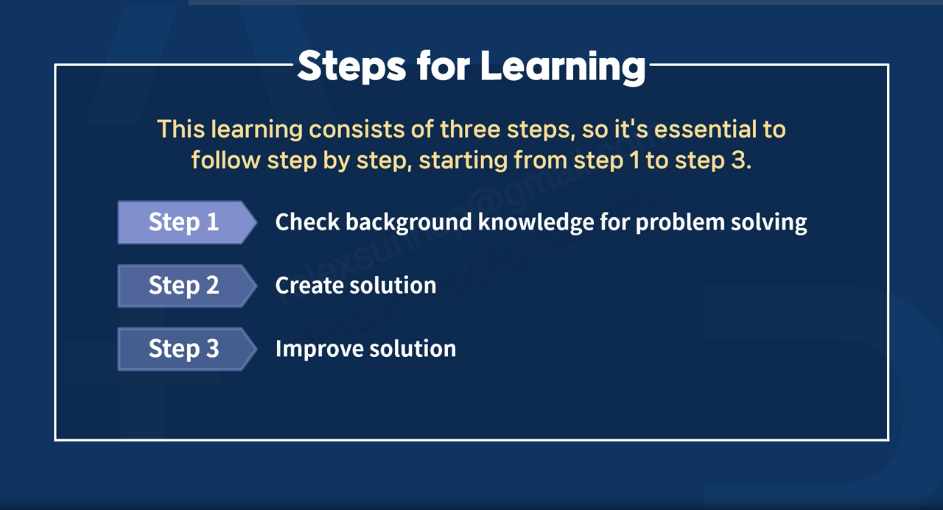 Steps for Learning
This learning consists of three steps, so it's essential to
follow step by step, starting from step 1 to step 3.
Step 1 Check background knowledge for problem solving
Step 2 Create solution
Step 3 Improve solution